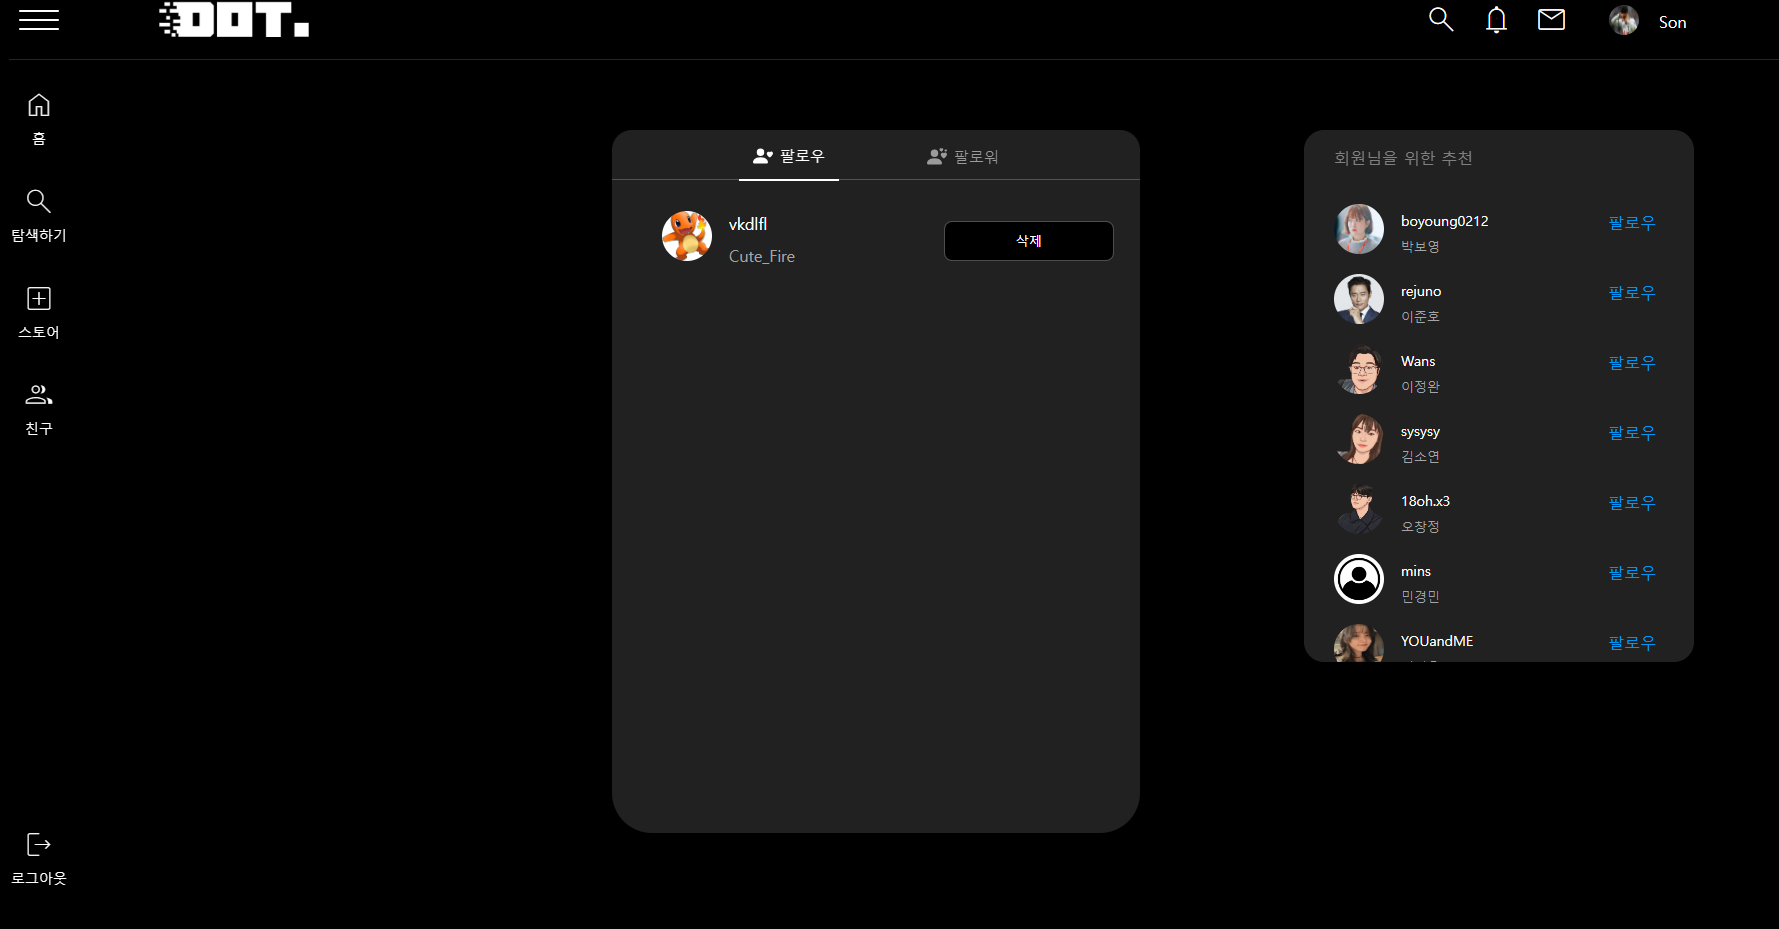 DOT.
Son
홈
탐색하기
스토어
친구
로그아웃
팔로우
팔로워
vkdlfl
Cute_Fire
삭제
회원님을 위한 추천
boyoung0212
박보영
팔로우
rejuno
이준호
팔로우
Wans
이정완
팔로우
sysysy
김소연
팔로우
18oh.x3
오창정
팔로우
mins
민경민
팔로우
YOUandME
팔로우